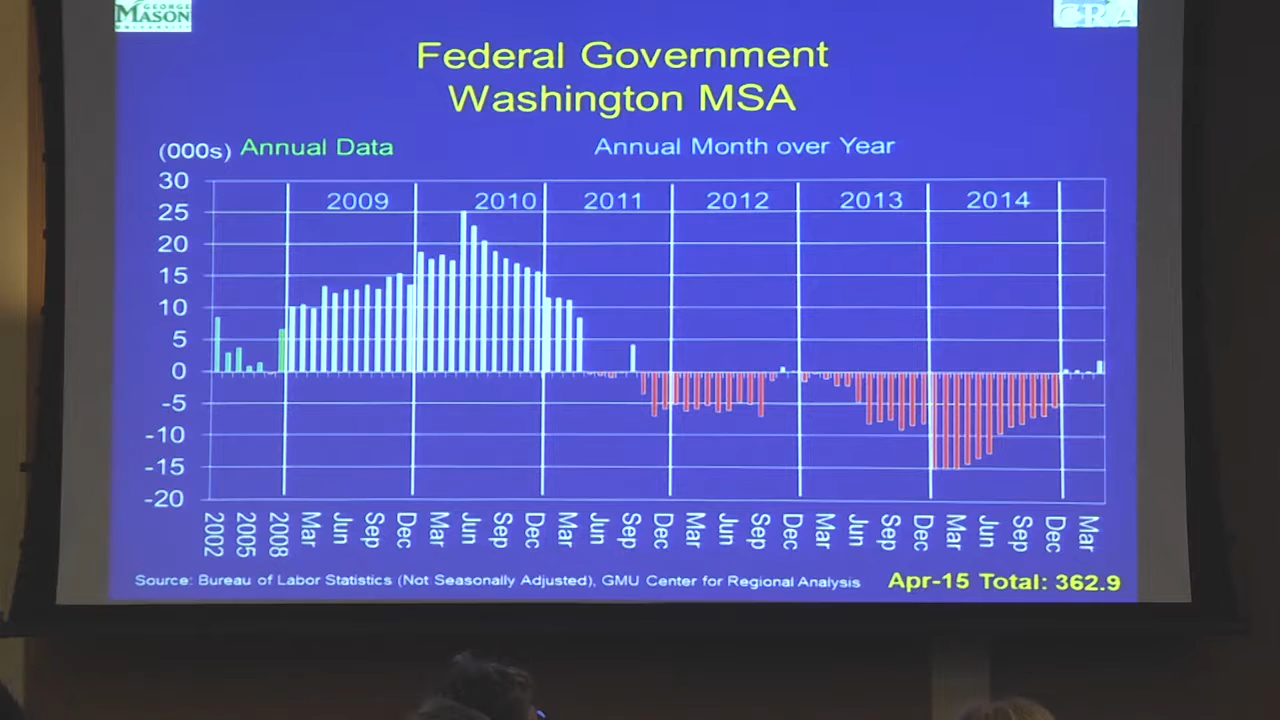 GEORGE
MASON
UNIVERSITY
CRA
Federal Government
Washington MSA
(000s) Annual Data
Annual Month over Year
30
25
20
15
10
5
0
-5
-10
-15
-20
2009
2010
2011
2012
2013
2014
2002
2005
2008
Mar
Jun
Sep
Dec
Mar
Jun
Sep
Dec
Mar
Jun
Sep
Dec
Mar
Jun
Sep
Dec
Mar
Jun
Sep
Dec
Mar
Jun
Sep
Dec
Mar
Source: Bureau of Labor Statistics (Not Seasonally Adjusted), GMU Center for Regional Analysis
Apr-15 Total: 362.9